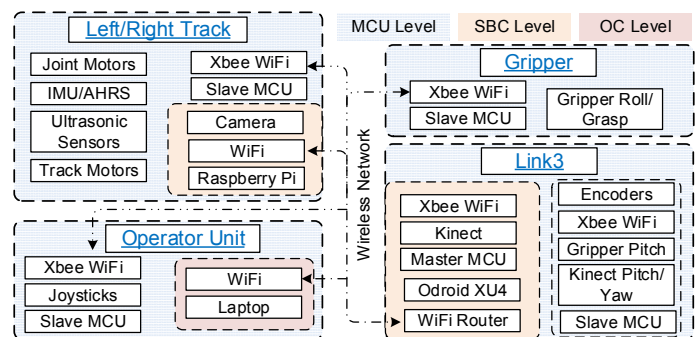 MCU Level
SBC Level
OC Level
Left/Right Track
Joint Motors
IMU/AHRS
Ultrasonic
Sensors
Track Motors
Xbee WiFi
Slave MCU
Camera
WiFi
Raspberry Pi
Operator Unit
Xbee WiFi
Joysticks
Slave MCU
WiFi
Laptop
Wireless Network
Gripper
Xbee WiFi
Slave MCU
Gripper Roll/
Grasp
Link3
Xbee WiFi
Kinect
Master MCU
Odroid XU4
WiFi Router
Encoders
Xbee WiFi
Gripper Pitch
Kinect Pitch/
Yaw
Slave MCU